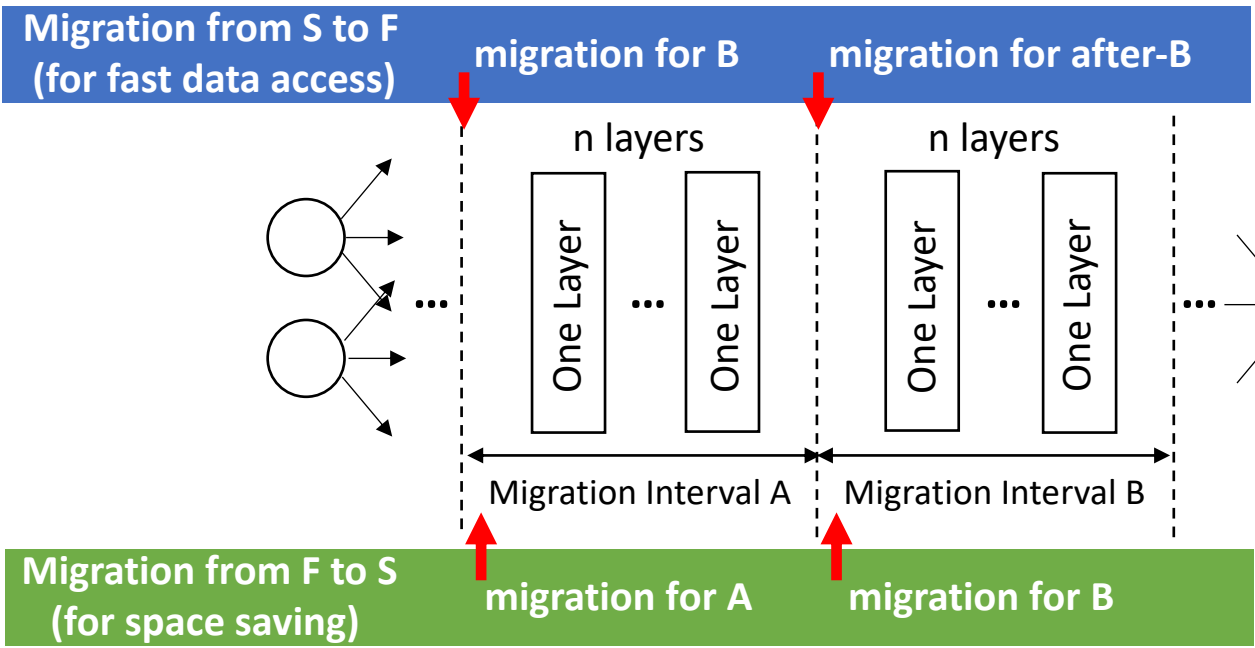 Migration from S to F
(for fast data access)
migration for B
migration for after-B
n layers
n layers
One Layer
...
One Layer
One Layer
...
One Layer
...
...
Migration Interval A
Migration Interval B
Migration from F to S
(for space saving)
migration for A
migration for B